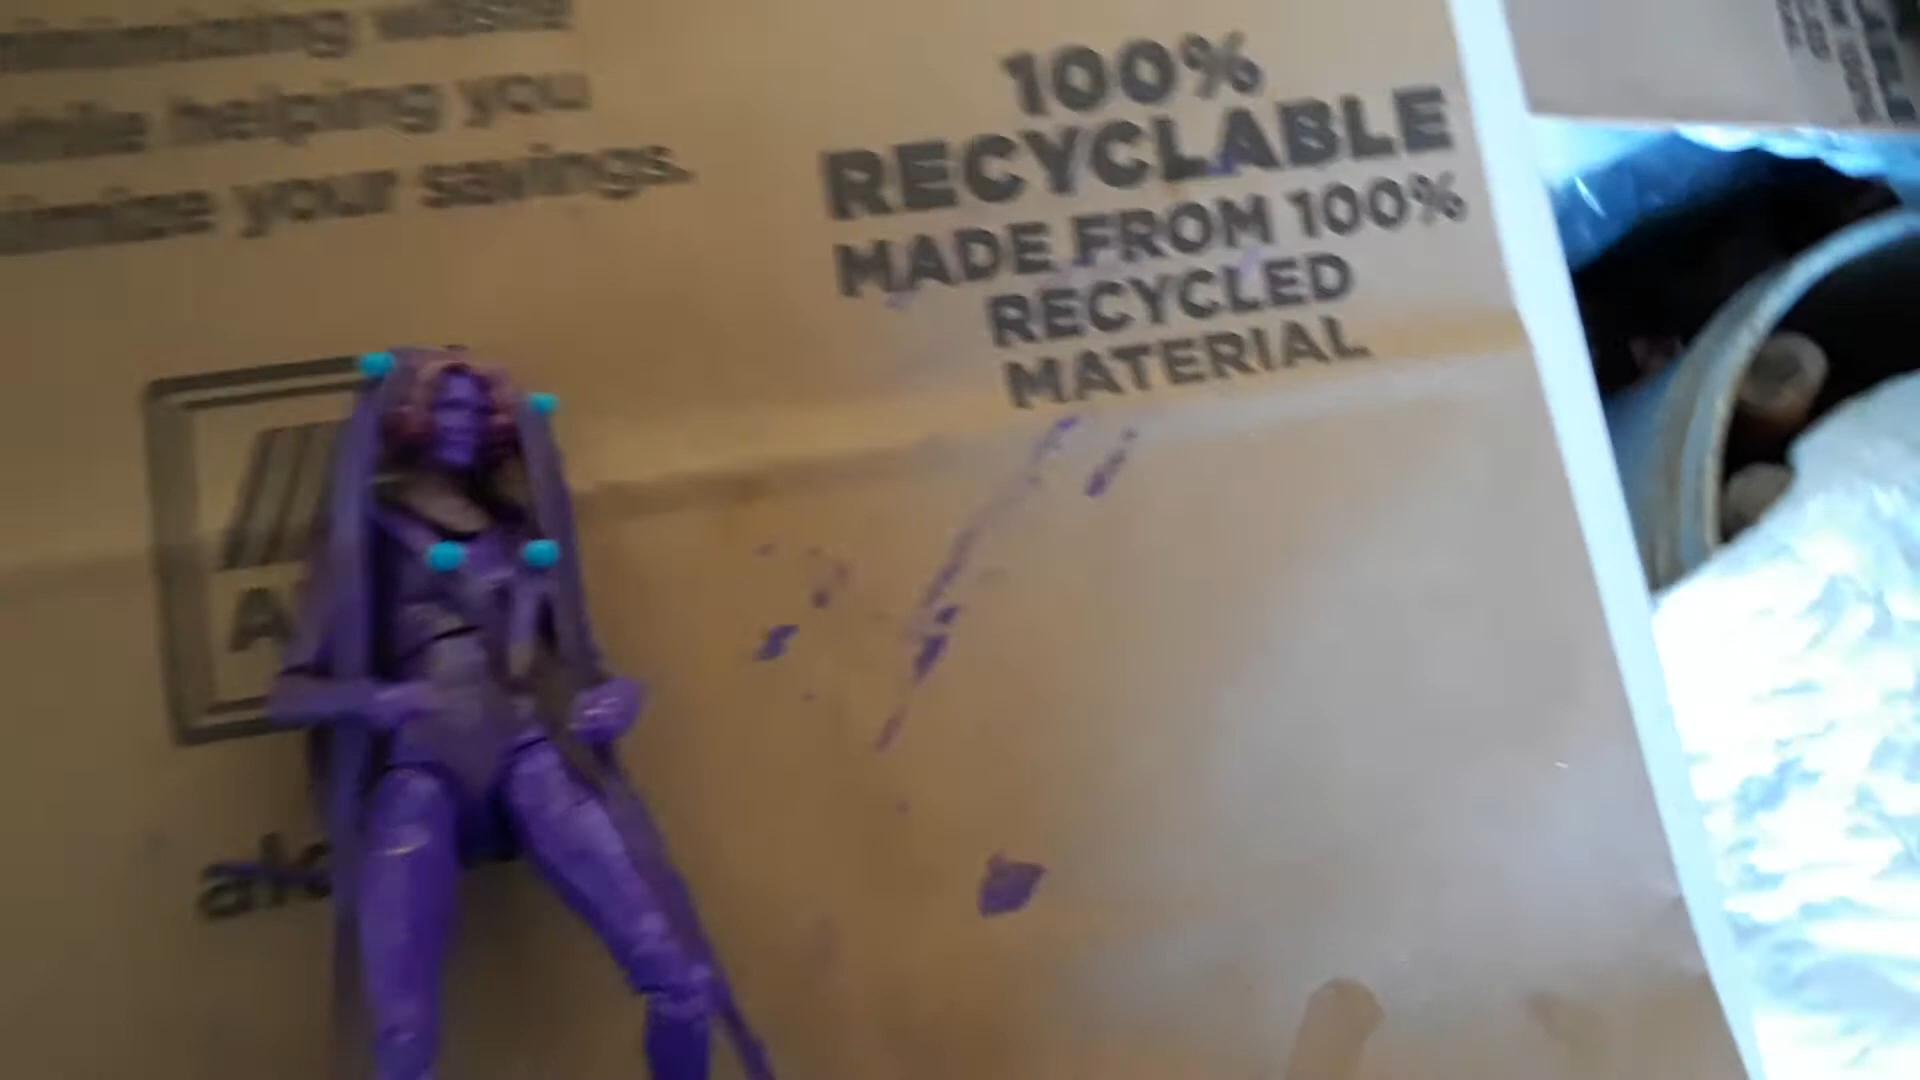 while helping you
your savings.
100%
RECYCLABLE
MADE FROM 100%
RECYCLED
MATERIAL
A